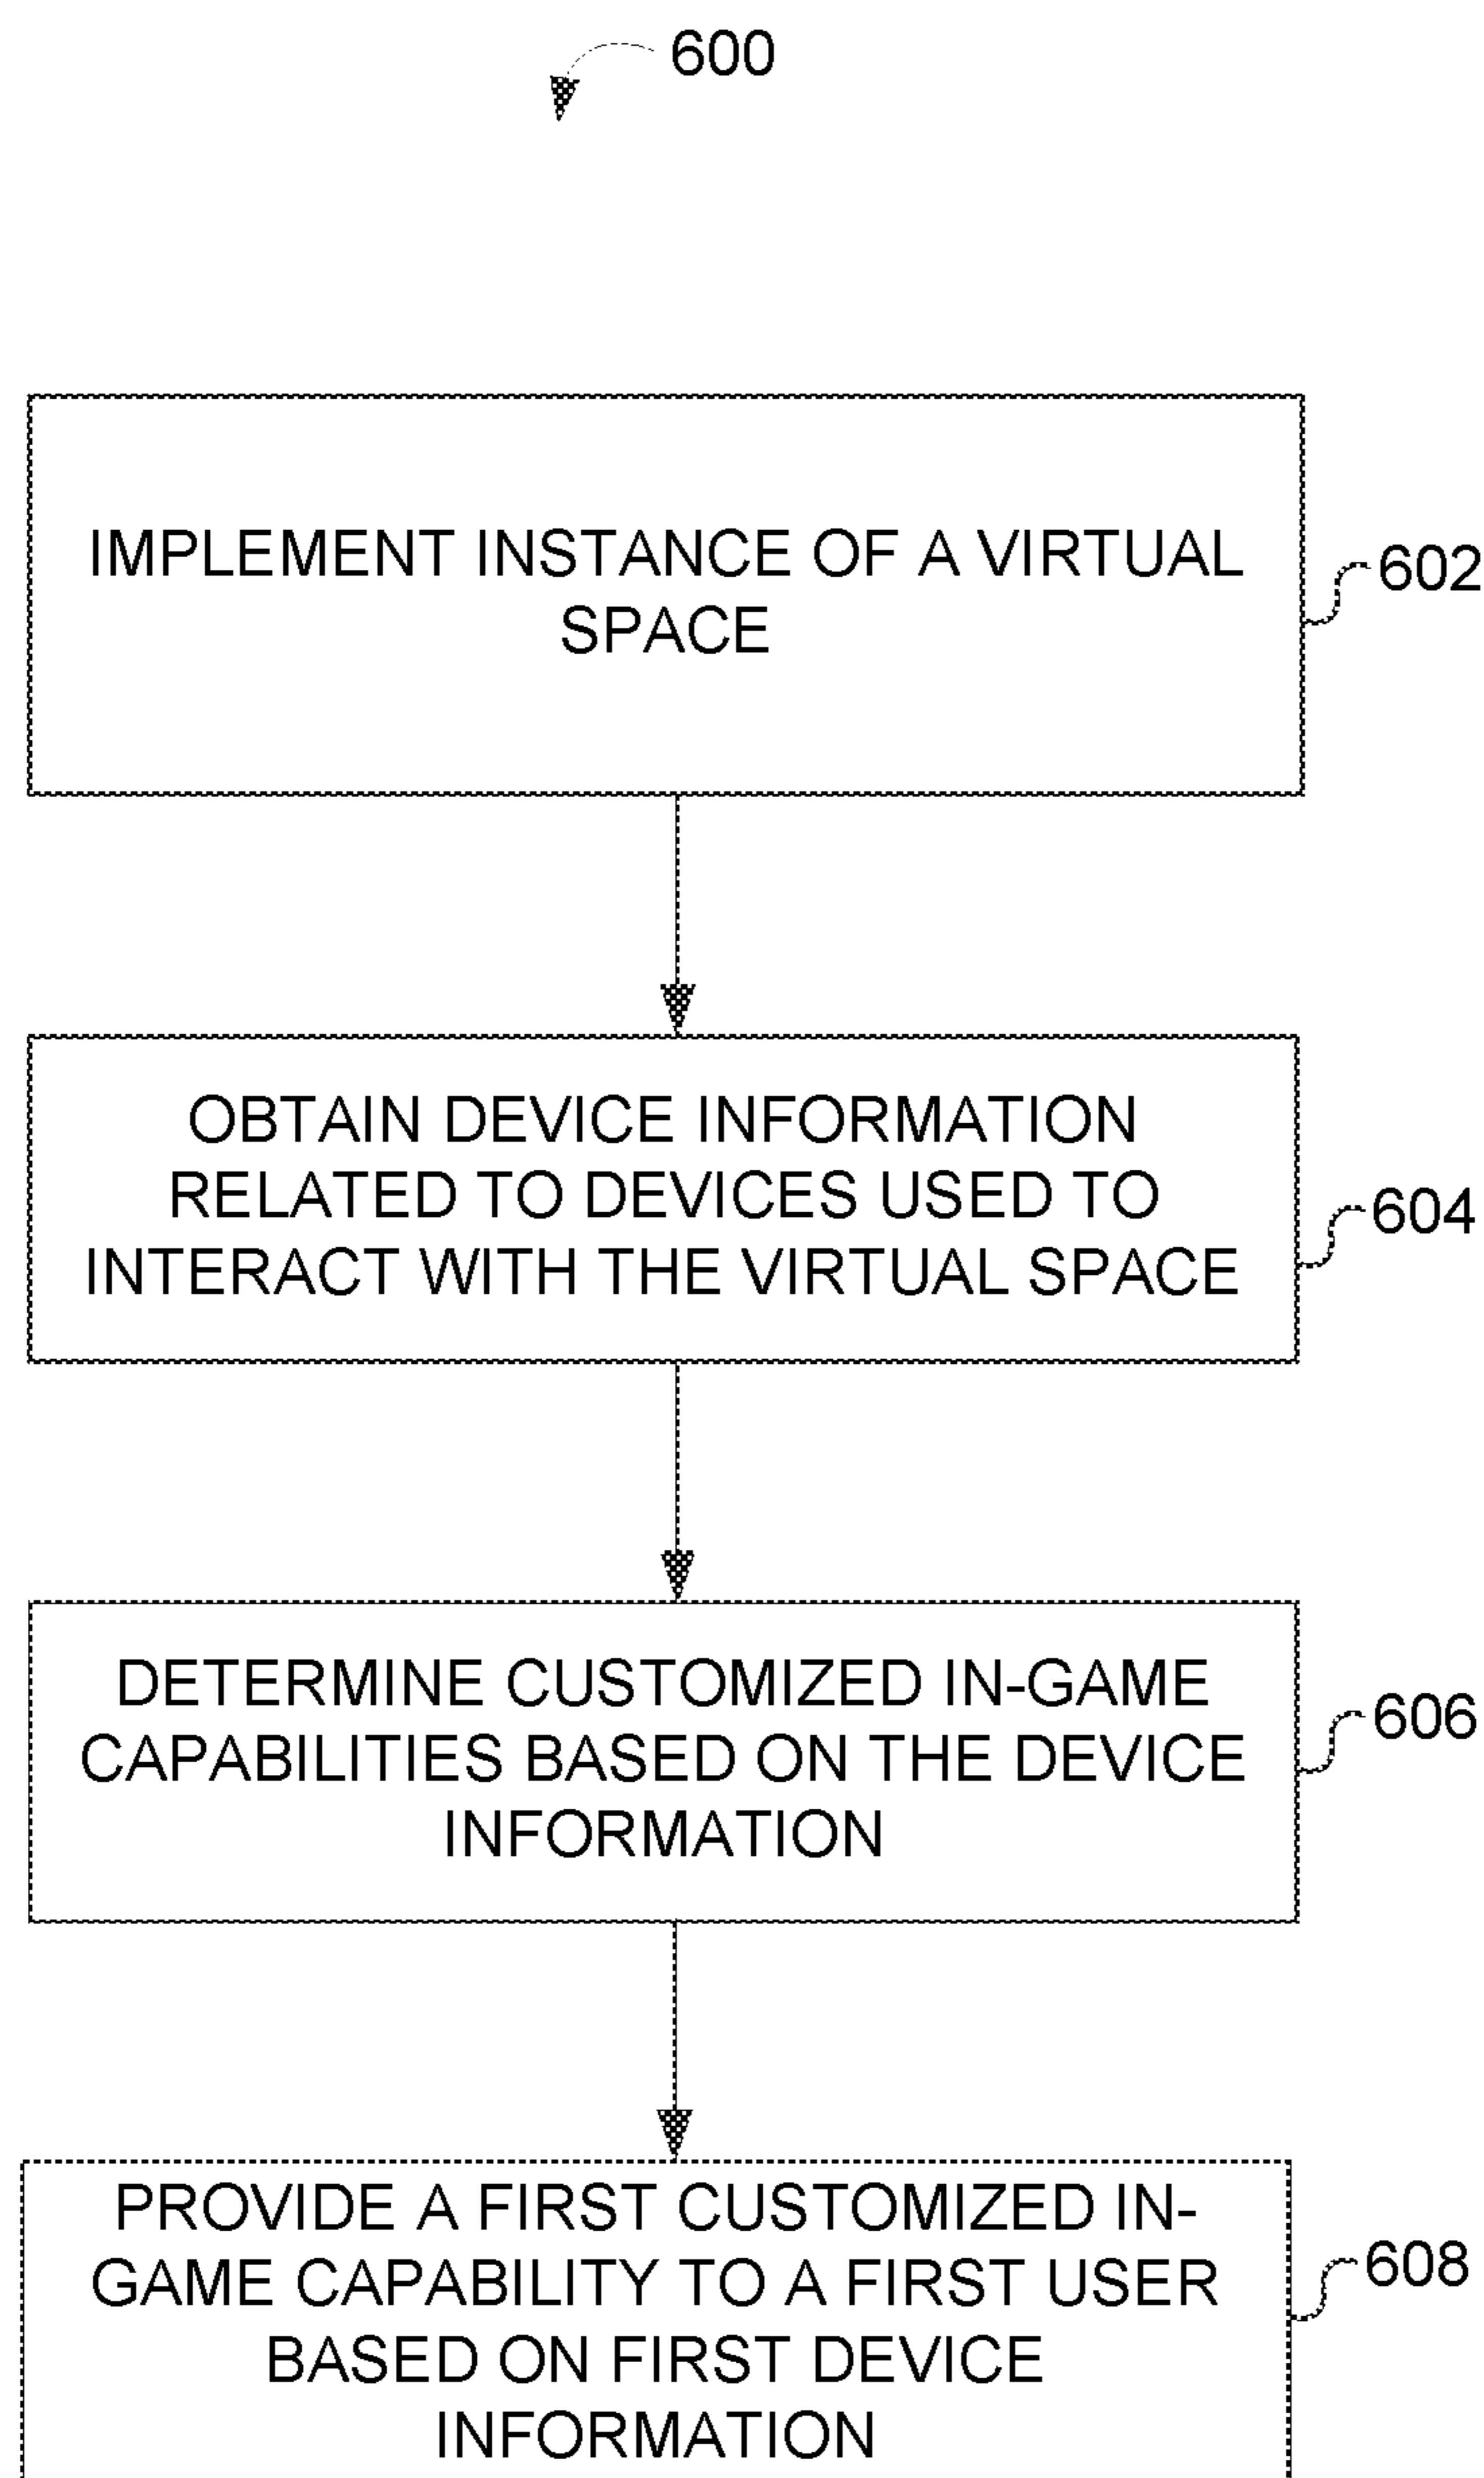 600
IMPLEMENT INSTANCE OF A VIRTUAL
SPACE
602
OBTAIN DEVICE INFORMATION
RELATED TO DEVICES USED TO
INTERACT WITH THE VIRTUAL SPACE
604
DETERMINE CUSTOMIZED IN-GAME
CAPABILITIES BASED ON THE DEVICE
INFORMATION
606
PROVIDE A FIRST CUSTOMIZED IN-
GAME CAPABILITY TO A FIRST USER
BASED ON FIRST DEVICE
INFORMATION
608